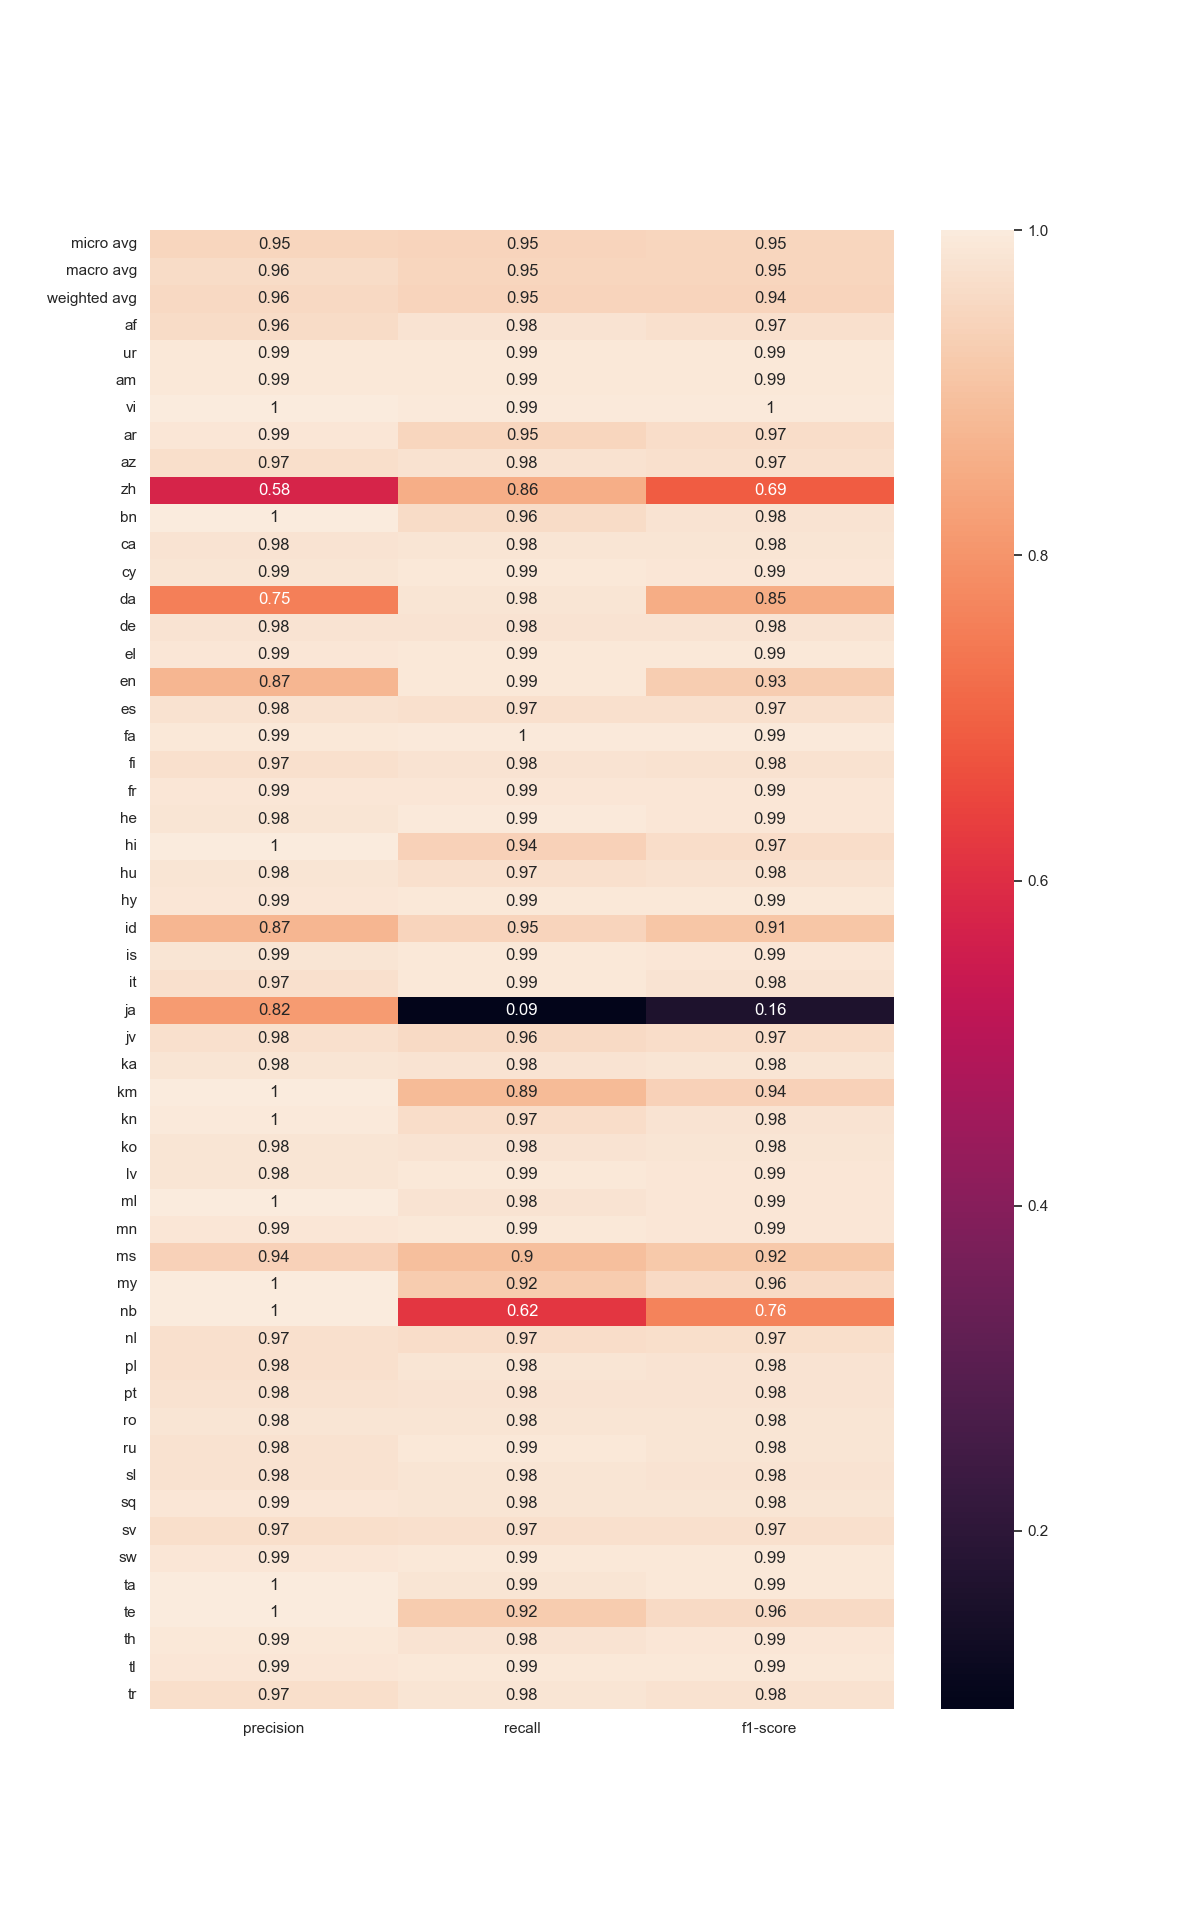 micro avg 0.95 0.95 0.95 1.0
macro avg 0.96 0.95 0.95
weighted avg 0.96 0.95 0.94
af 0.96 0.98 0.97
ur 0.99 0.99 0.99
am 0.99 0.99 0.99
vi 1 0.99 1
ar 0.99 0.95 0.97
az 0.97 0.98 0.97
zh 0.58 0.86 0.69
bn 1 0.96 0.98
ca 0.98 0.98 0.98
0.8
cy 0.99 0.99 0.99
da 0.75 0.98 0.85
de 0.98 0.98 0.98
el 0.99 0.99 0.99
en 0.87 0.99 0.93
es 0.98 0.97 0.97
fa 0.99 1 0.99
fi 0.97 0.98 0.98
fr 0.99 0.99 0.99
he 0.98 0.99 0.99
hi 1 0.94 0.97
hu 0.98 0.97 0.98
0.6
hy 0.99 0.99 0.99
id 0.87 0.95 0.91
is 0.99 0.99 0.99
it 0.97 0.99 0.98
ja 0.82 0.09 0.16
jv 0.98 0.96 0.97
ka 0.98 0.98 0.98
km 1 0.89 0.94
kn 1 0.97 0.98
ko 0.98 0.98 0.98
lv 0.98 0.99 0.99
ml 1 0.98 0.99
0.4
mn 0.99 0.99 0.99
ms 0.94 0.9 0.92
my 1 0.92 0.96
nb 1 0.62 0.76
nl 0.97 0.97 0.97
pl 0.98 0.98 0.98
pt 0.98 0.98 0.98
ro 0.98 0.98 0.98
ru 0.98 0.99 0.98
sl 0.98 0.98 0.98
sq 0.99 0.98 0.98
sv 0.97 0.97 0.97 0.2
sw 0.99 0.99 0.99
ta 1 0.99 0.99
te 1 0.92 0.96
th 0.99 0.98 0.99
tl 0.99 0.99 0.99
tr 0.97 0.98 0.98
precision recall f1-score